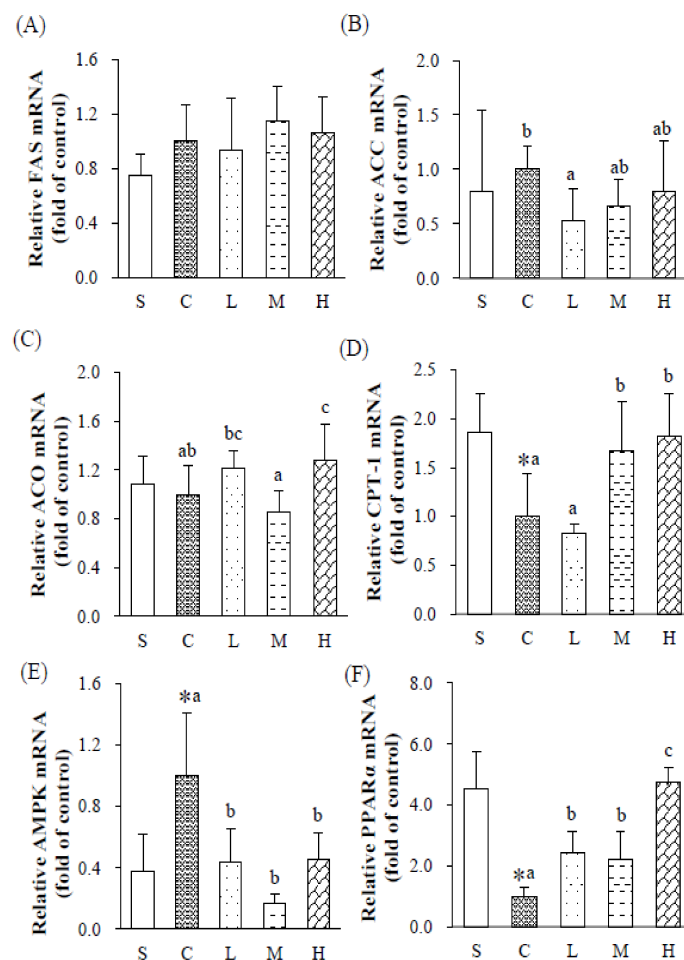 (A)
Relative FAS mRNA
(fold of control)
1.6
1.2
0.8
0.4
0.0
S C L M H
(B)
Relative ACC mRNA
(fold of control)
2.0
1.5
1.0
0.5
0.0
b
a
ab
ab
S C L M H
(C)
Relative ACO mRNA
(fold of control)
2.0
1.6
1.2
0.8
0.4
0.0
ab
bc
a
c
S C L M H
(D)
Relative CPT-1 mRNA
(fold of control)
2.5
2.0
1.5
1.0
0.5
0.0
*a
a
b
b
S C L M H
(E)
Relative AMPK mRNA
(fold of control)
1.6
1.2
0.8
0.4
0.0
*a
b
b
b
S C L M H
(F)
Relative PPARα mRNA
(fold of control)
8.0
6.0
4.0
2.0
0.0
*a
b
b
c
S C L M H